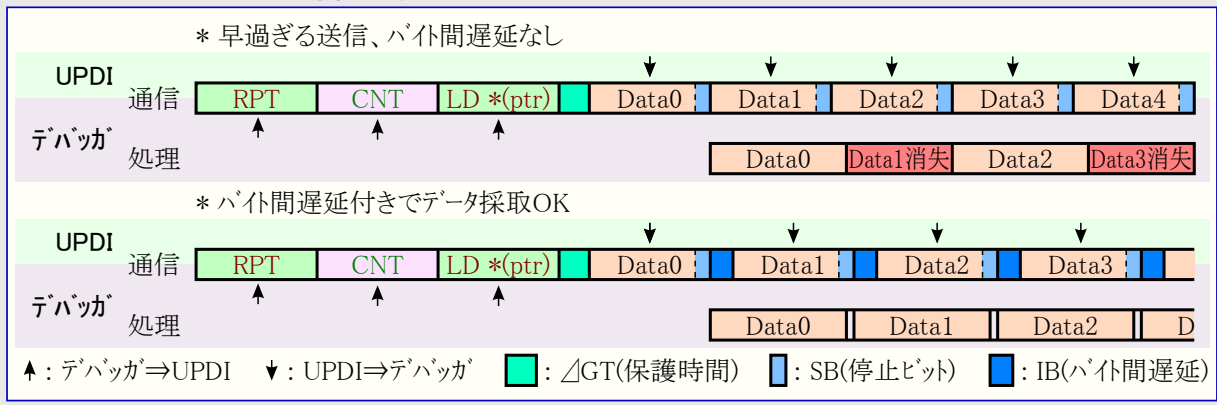 * 早過ぎる送信、バイト間遅延なし
UPDI
通信 RPT CNT LD *(ptr) Data0 Data1 Data2 Data3 Data4
デバッガ
処理 Data0 Data1消失 Data2 Data3消失
* バイト間遅延付きでデータ採取OK
UPDI
通信 RPT CNT LD *(ptr) Data0 Data1 Data2 Data3
デバッガ
処理 Data0 Data1 Data2 D
↑ : デバッガ⇒UPDI ↓ : UPDI⇒デバッガ : ⊿GT(保護時間) : SB(停止ビット) : IB(バイト間遅延)